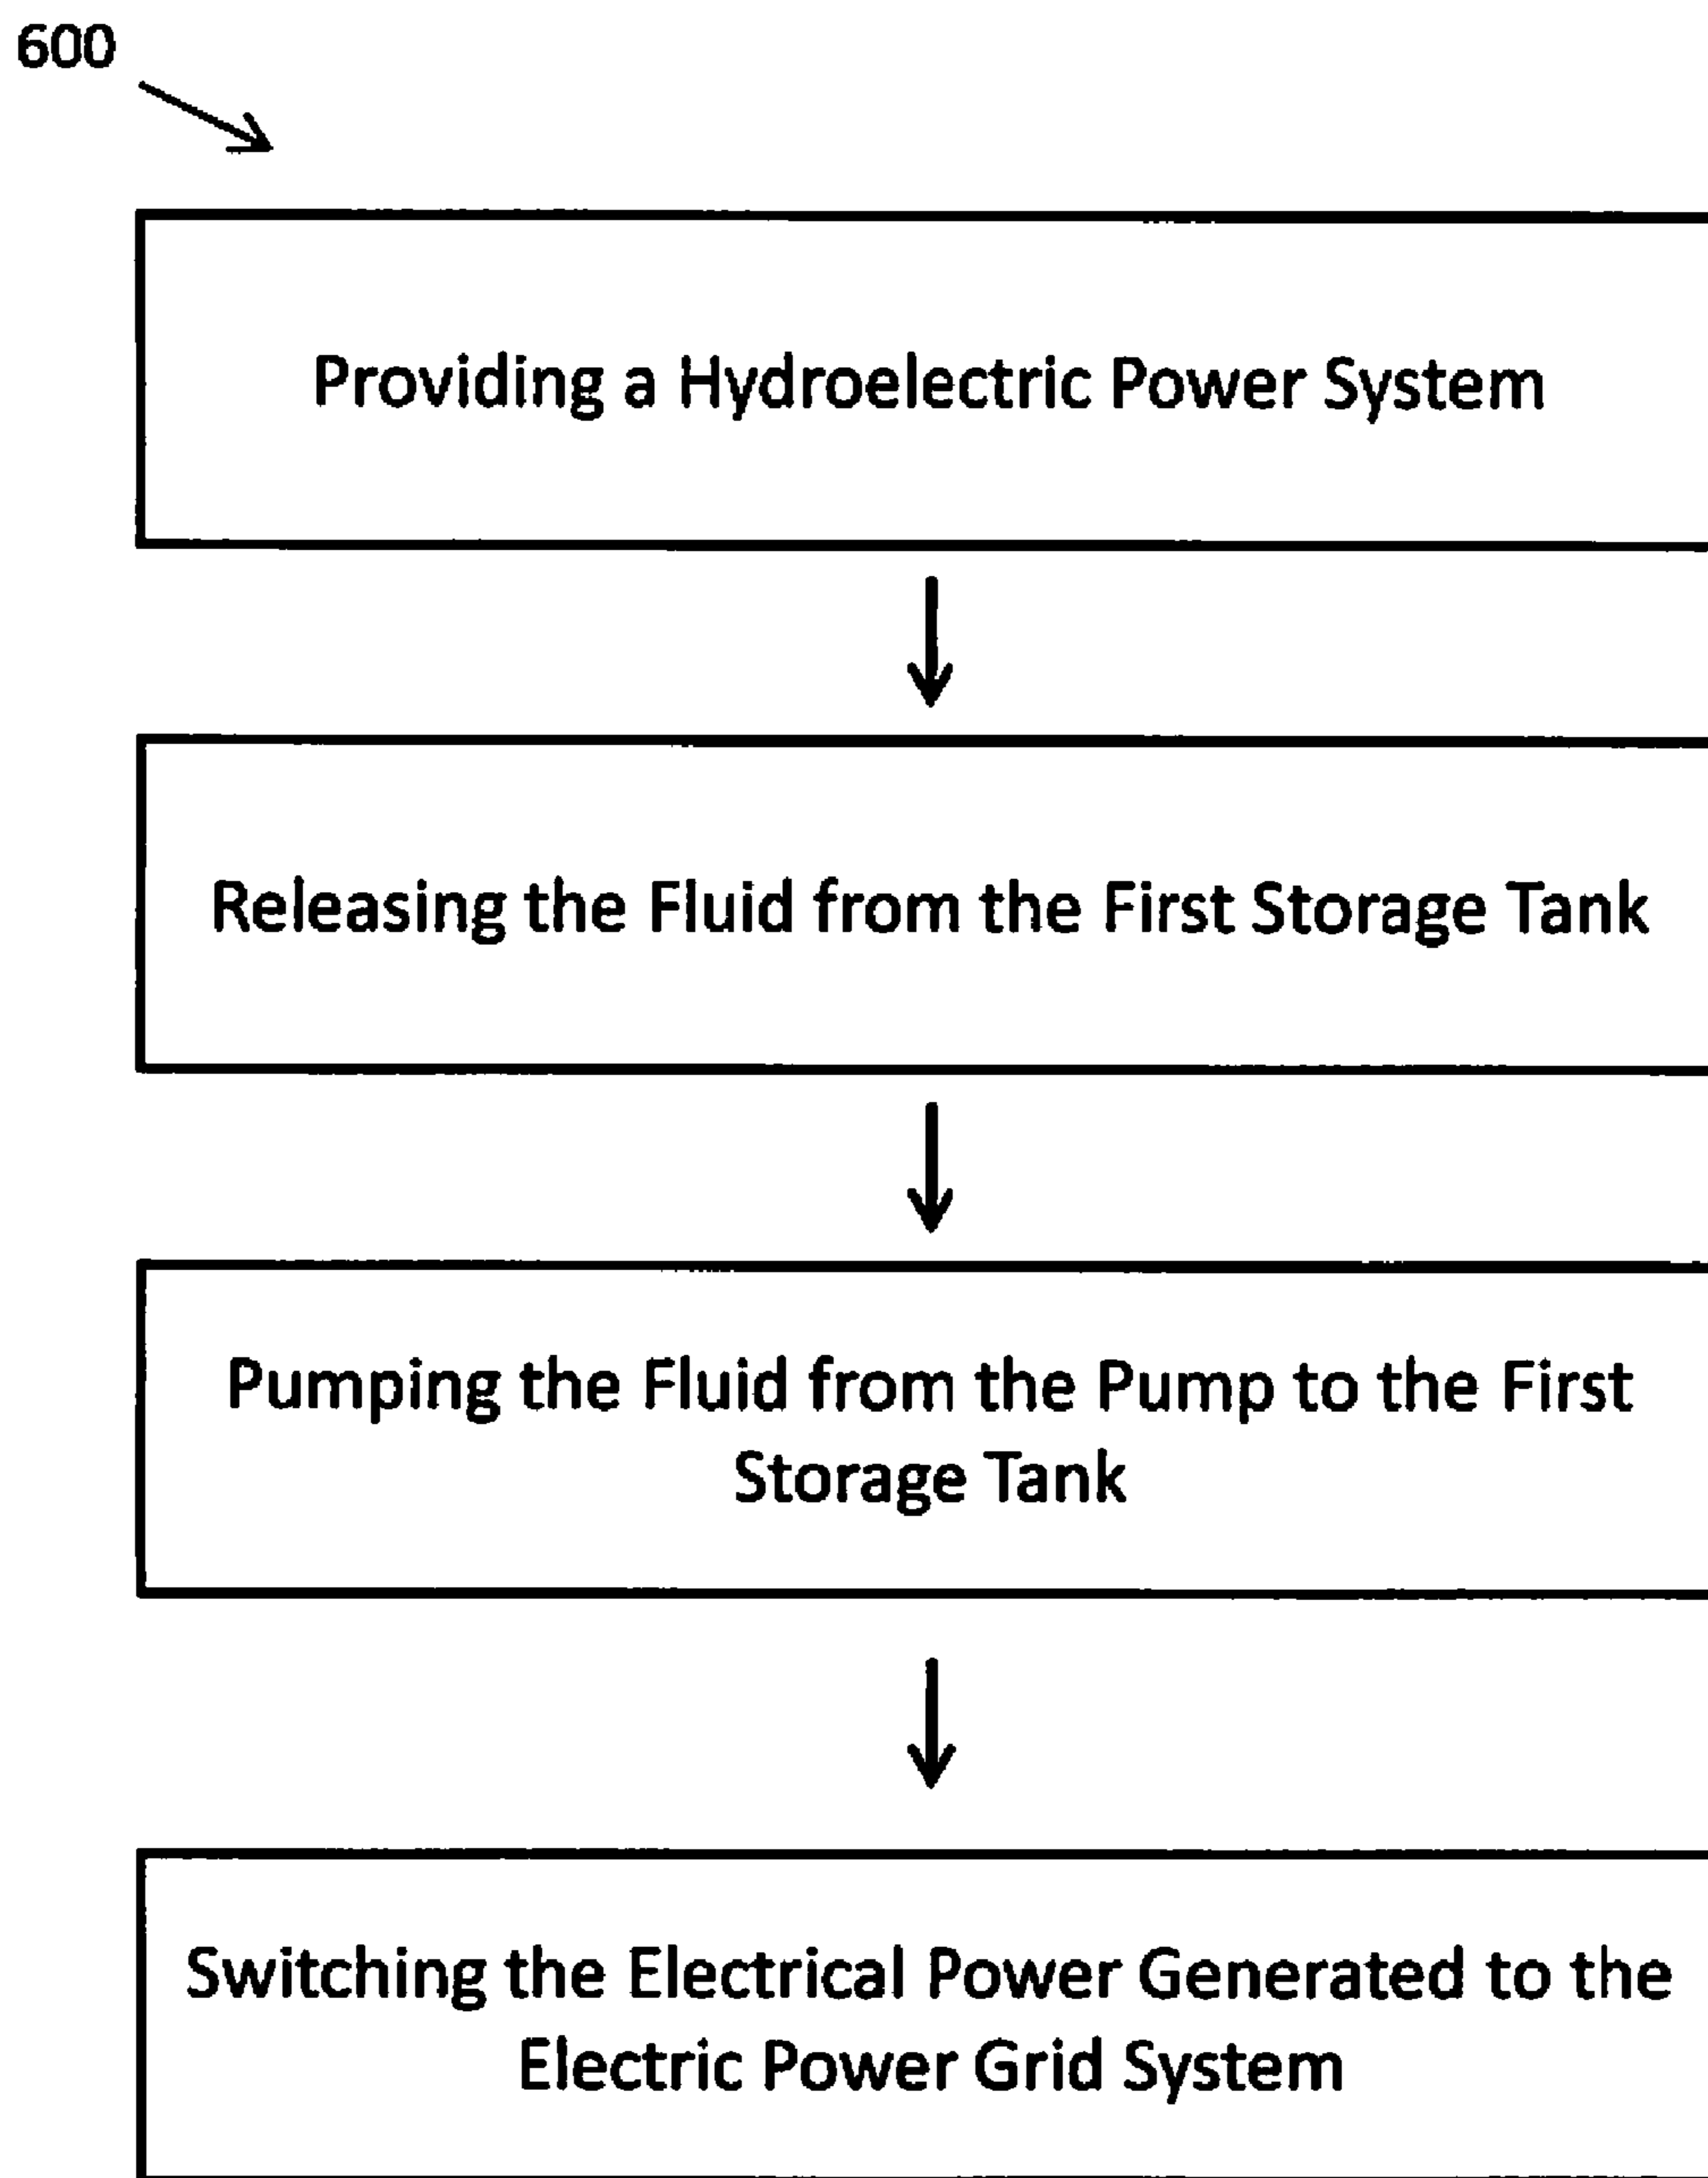 600
Providing a Hydroelectric Power System
Releasing the Fluid from the First Storage Tank
Pumping the Fluid from the Pump to the First
Storage Tank
Switching the Electrical Power Generated to the
Electric Power Grid System